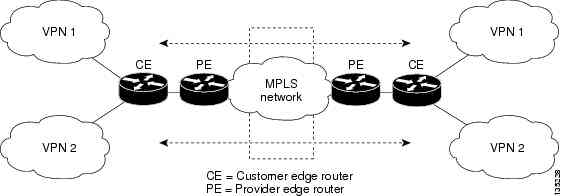 VPN 1
VPN 1
CE
PE
PE
CE
MPLS
network
VPN 2
VPN 2
CE = Customer edge router
PE = Provider edge router
135228